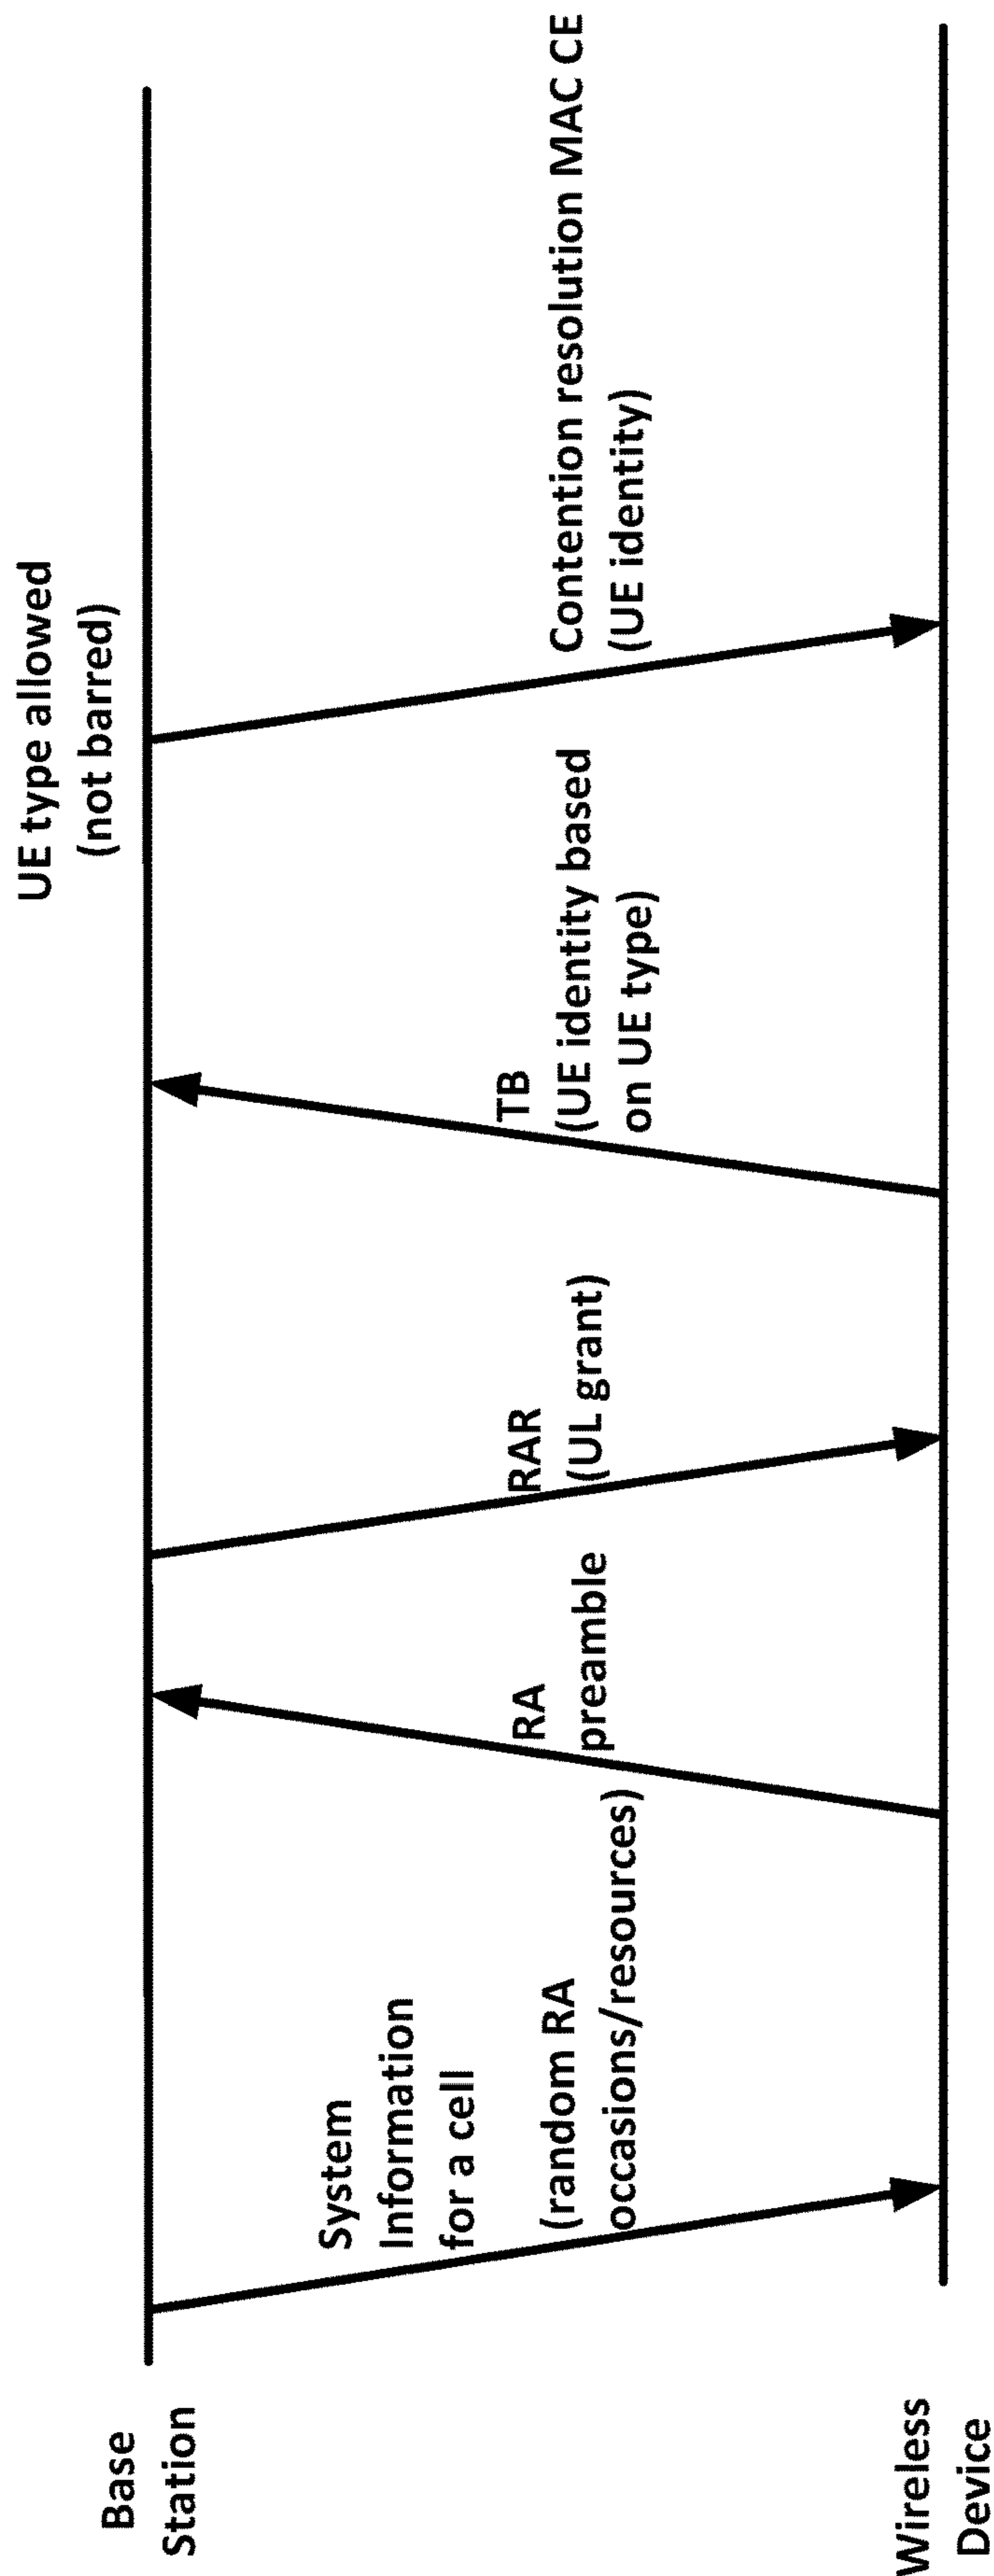 Base
Station
System
Information
for a cell
(random RA
occasions/resources)
RA
preamble
RAR
(UL grant)
TB
(UE identity based
on UE type)
UE type allowed
(not barred)
Contention resolution MAC CE
(UE identity)
Wireless
Device